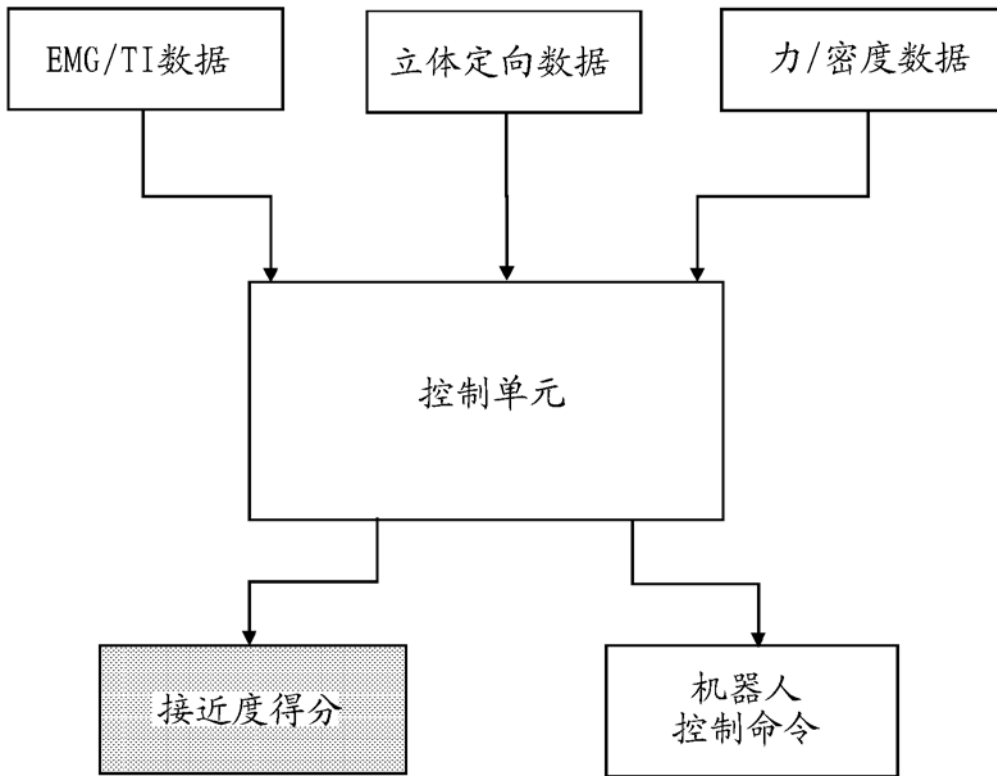 EMG/TI数据
立体定向数据
力/密度数据
控制单元
接近度得分
机器人
控制命令